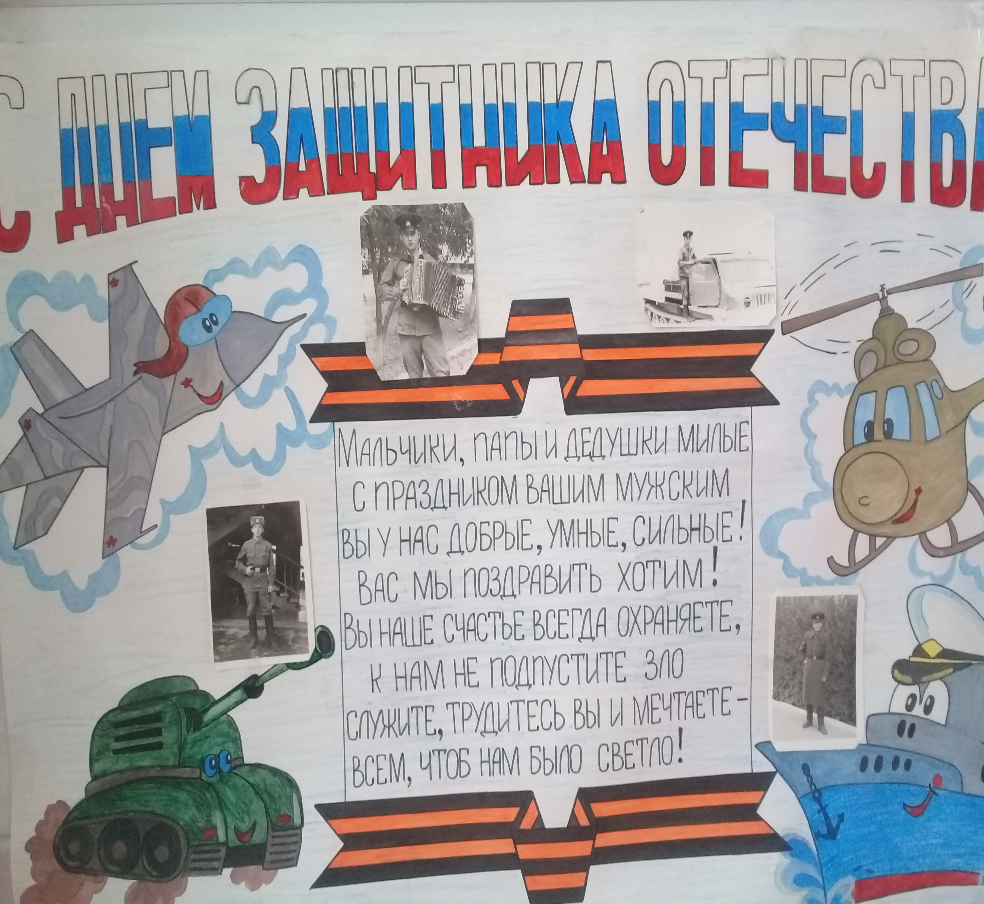 С ДНЕМ ЗАЩИТНИКА ОТЕЧЕСТВА
МАЛЬЧИКИ, ПАПЫ И ДЕДУШКИ МИЛЫЕ
С ПРАЗДНИКОМ ВАШИМ МУЖСКИМ
ВЫ У НАС ДОБРЫЕ, УМНЫЕ, СИЛЬНЫЕ!
ВАС МЫ ПОЗДРАВИТЬ ХОТИМ!
ВЫ НАШЕ СЧАСТЬЕ ВСЕГДА ОХРАНЯЕТЕ,
К НАМ НЕ ПОДПУСТИТЕ ЗЛО
СЛУЖИТЕ, ТРУДИТЕСЬ ВЫ И МЕЧТАЕТЕ -
ВСЕМ, ЧТОБ НАМ БЫЛО СВЕТЛО!